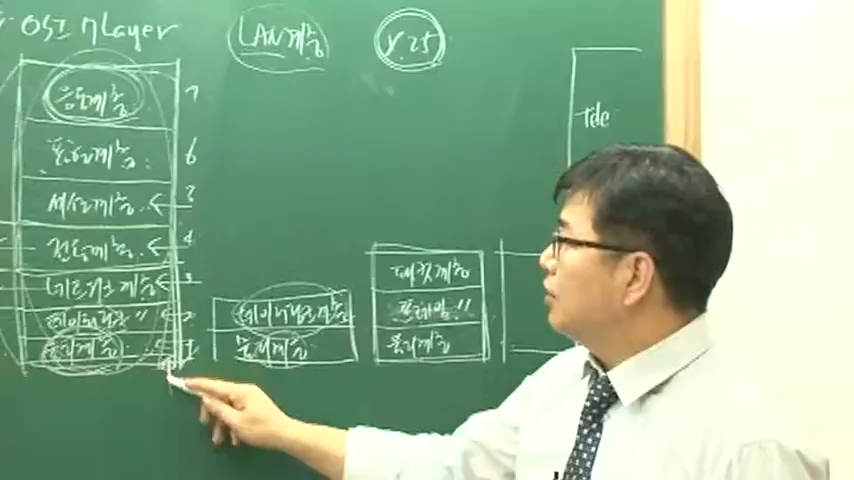 OSI 7Layer
LAN계층
X.25
응용계층 7
표현계층 6
세션계층 5
전송계층 4
네트워크계층 3
데이터링크 〃 2
물리계층 1
데이터링크계층
물리계층
패킷계층
프레임 〃
물리계층